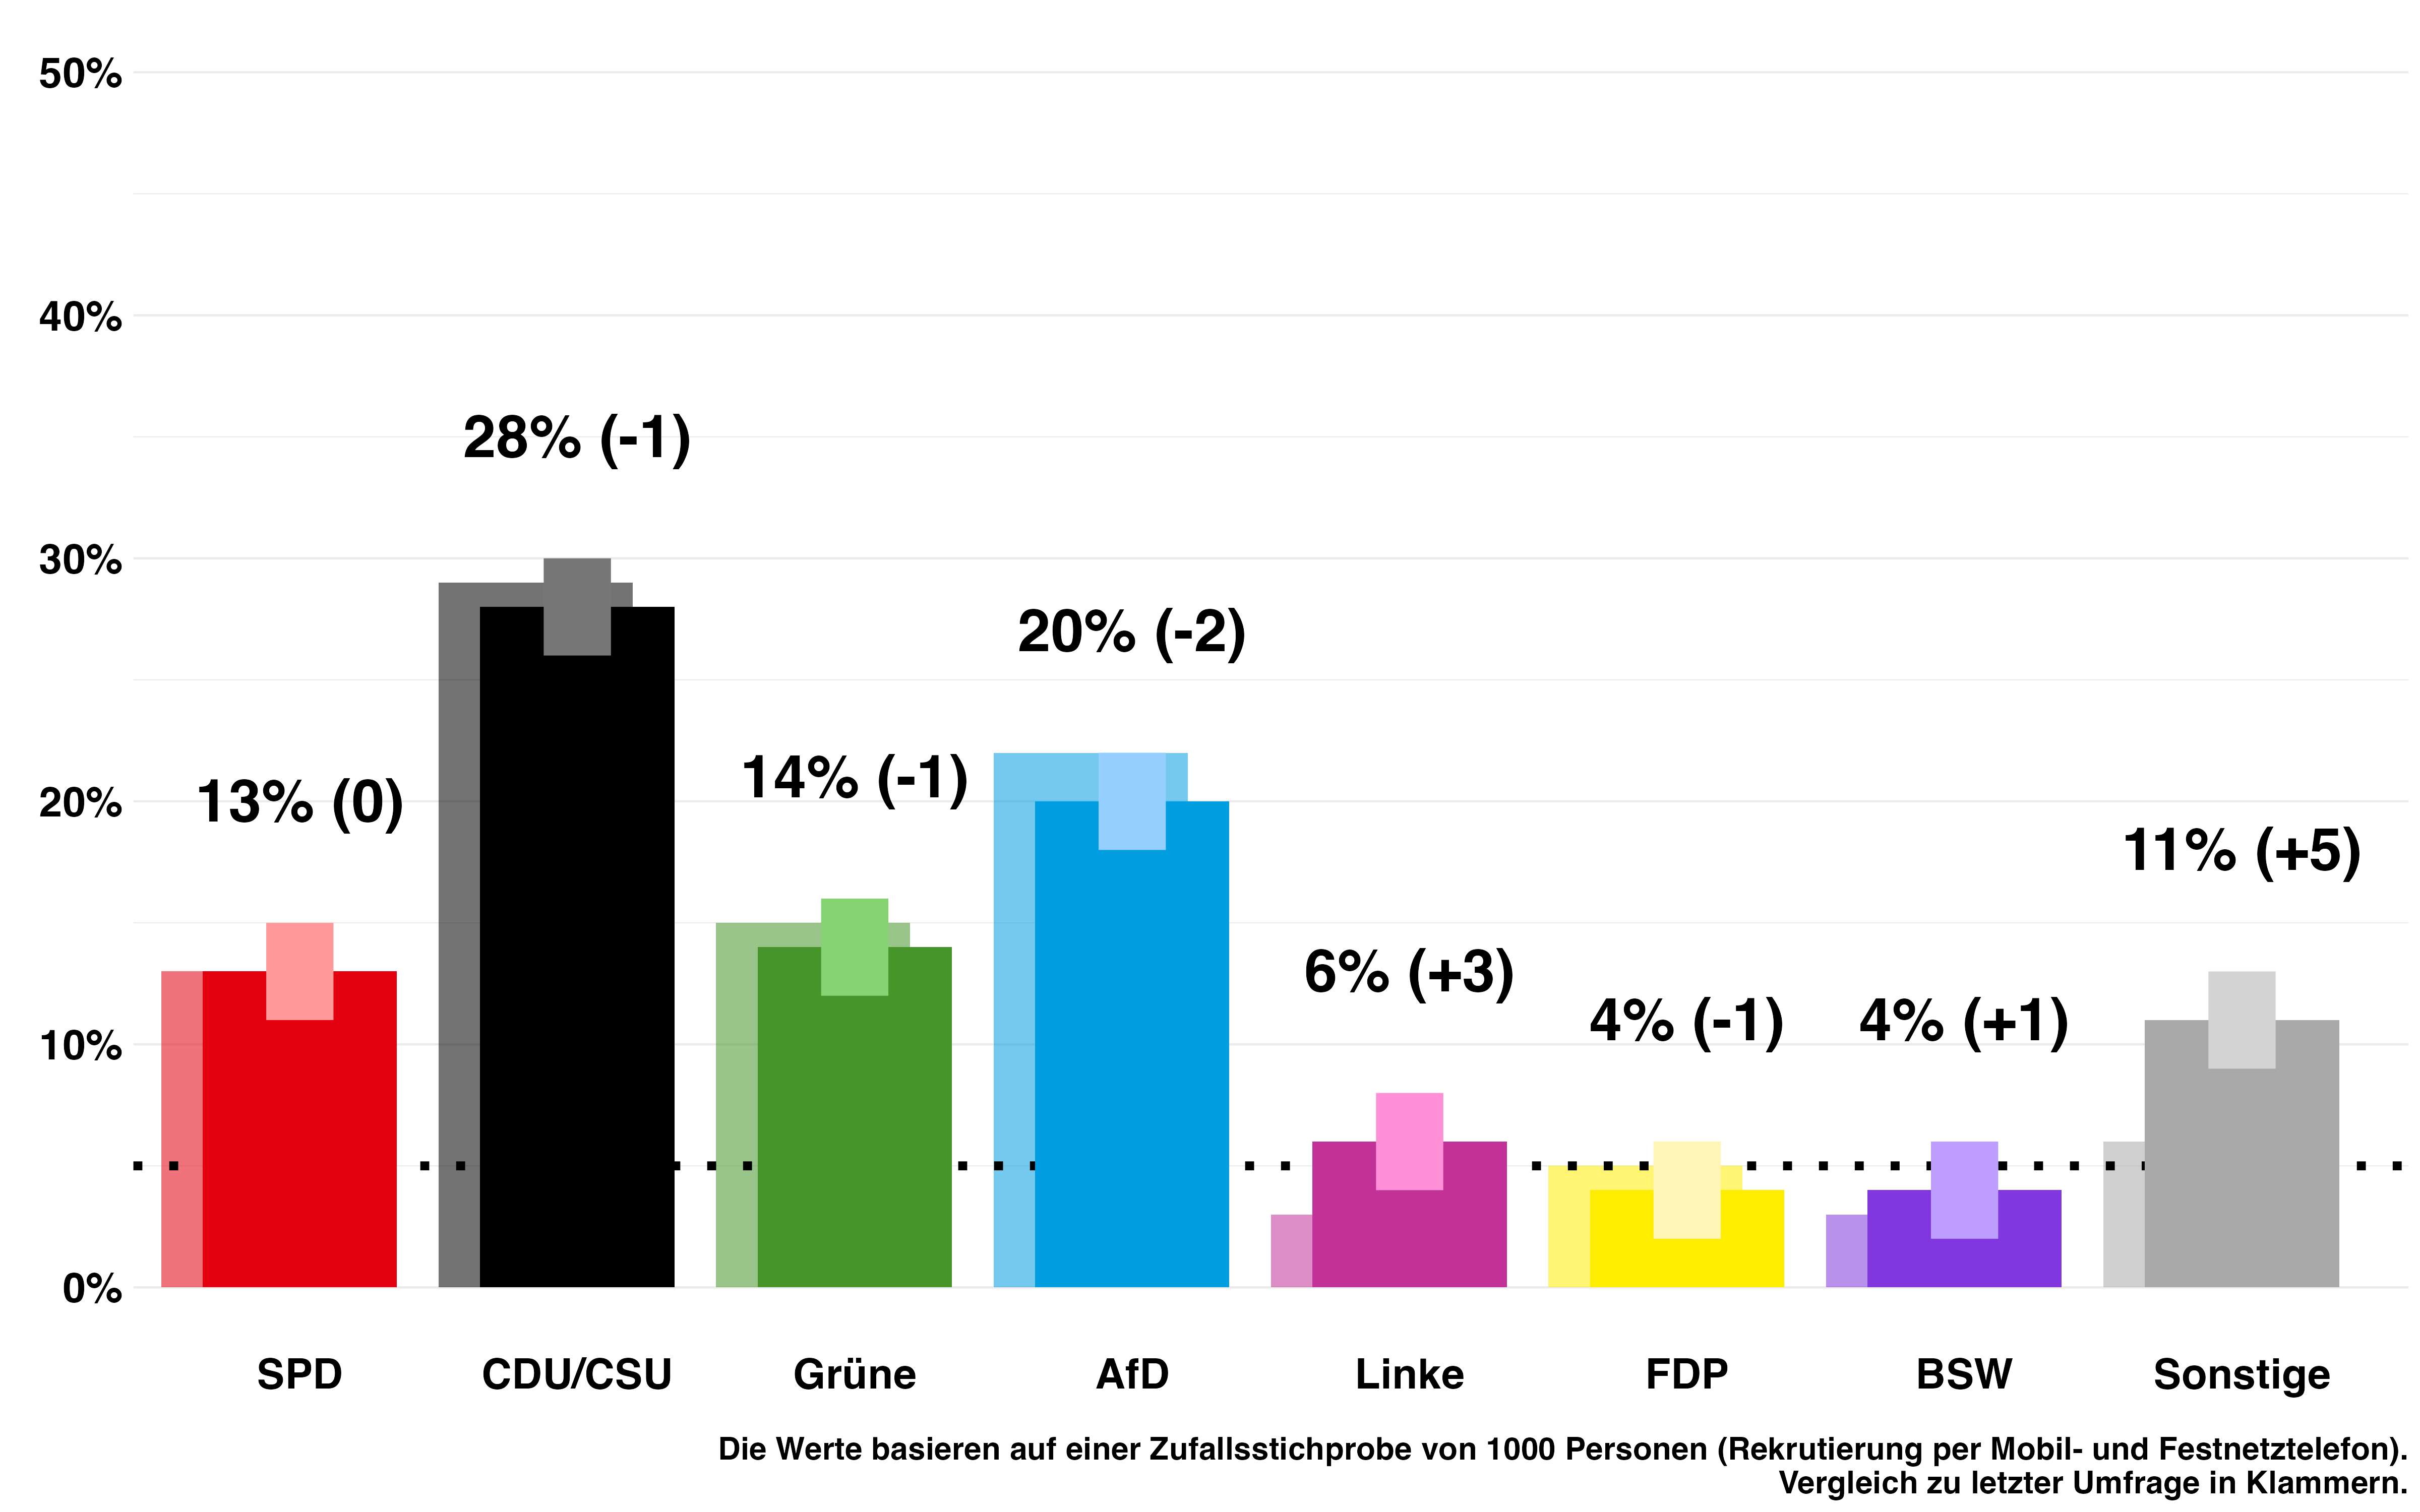 50%
40%
30%
20%
10%
0%
13% (0)
28% (-1)
14% (-1)
20% (-2)
6% (+3)
4% (-1)
4% (+1)
11% (+5)
SPD
CDU/CSU
Grüne
AfD
Linke
FDP
BSW
Sonstige
Die Werte basieren auf einer Zufallsstichprobe von 1000 Personen (Rekrutierung per Mobil- und Festnetztelefon).
Vergleich zu letzter Umfrage in Klammern.